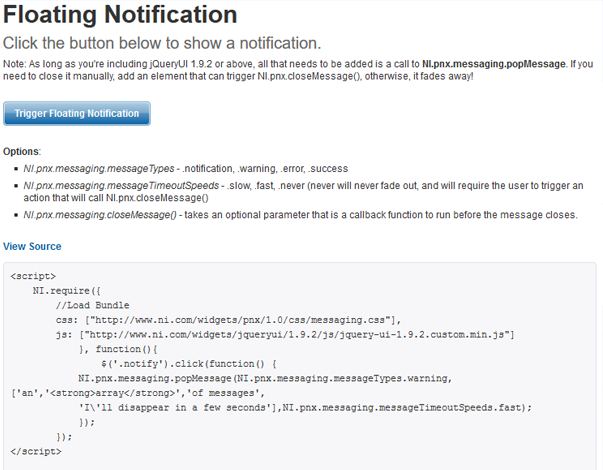 Floating Notification
Click the button below to show a notification.
Note: As long as you're including jQueryUI 1.9.2 or above, all that needs to be added is a call to NI.pnx.messaging.popMessage. If you
need to close it manually, add an element that can trigger NI.pnx.closeMessage(), otherwise, it fades away!
Trigger Floating Notification
Options:
▪ NI.pnx.messaging.messageTypes - .notification, .warning, .error, .success
▪ NI.pnx.messaging.messageTimeoutSpeeds - .slow, .fast, .never (never will never fade out, and will require the user to trigger an
action that will call NI.pnx.closeMessage()
▪ NI.pnx.messaging.closeMessage() - takes an optional parameter that is a callback function to run before the message closes.
View Source
<script>
NI.require({
//Load Bundle
css: ["http://www.ni.com/widgets/pnx/1.0/css/messaging.css"],
js: ["http://www.ni.com/widgets/jqueryui/1.9.2/js/jquery-ui-1.9.2.custom.min.js"]
}, function(){
$('.notify').click(function() {
NI.pnx.messaging.popMessage(NI.pnx.messaging.messageTypes.warning,
['an','<strong>array</strong>','of messages',
'I\'ll disappear in a few seconds'],NI.pnx.messaging.messageTimeoutSpeeds.fast);
});
});
</script>